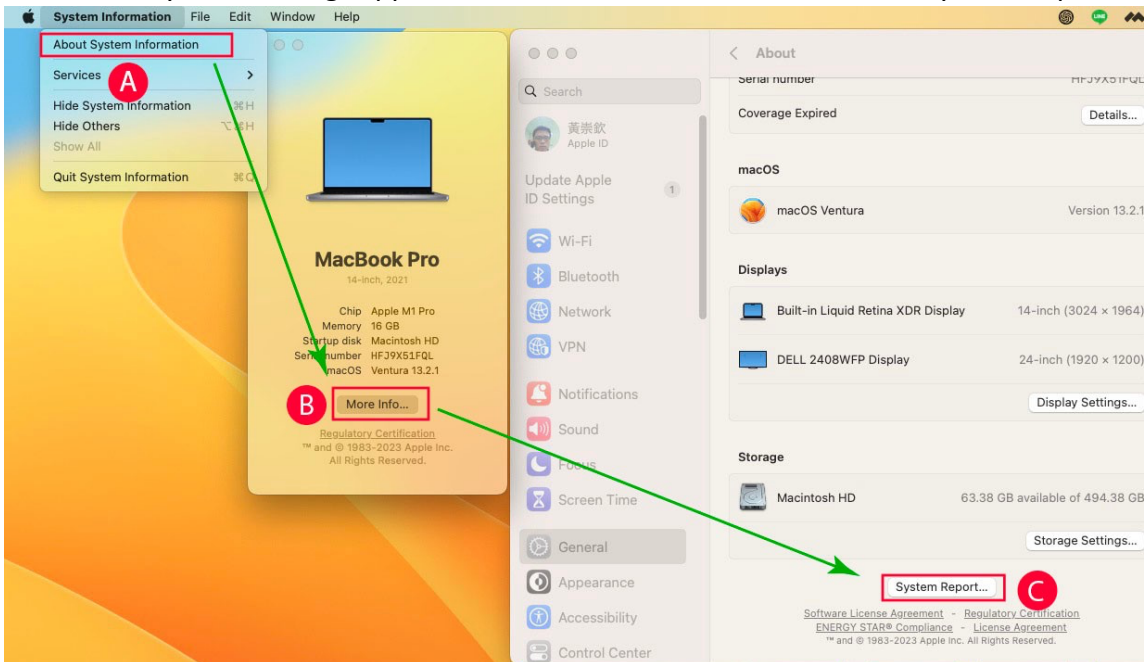 System Information File Edit Window Help
About System Information
Services
A
Hide System Information ⌘H
Hide Others ⌥⌘H
Show All
Quit System Information ⌘Q
MacBook Pro
14-inch, 2021
Chip Apple M1 Pro
Memory 16 GB
Startup disk Macintosh HD
Serial number HFJ9X51FQL
macOS Ventura 13.2.1
B
More Info...
Regulatory Certification
™ and © 1983-2023 Apple Inc.
All Rights Reserved.
Search
黃崇欽
Apple ID
Update Apple
ID Settings
1
Wi-Fi
Bluetooth
Network
VPN
Notifications
Sound
Focus
Screen Time
General
Appearance
Accessibility
Control Center
About
Serial number HFJ9X51FQL
Coverage Expired Details...
macOS
macOS Ventura Version 13.2.1
Displays
Built-in Liquid Retina XDR Display 14-inch (3024 × 1964)
DELL 2408WFP Display 24-inch (1920 × 1200)
Display Settings...
Storage
Macintosh HD 63.38 GB available of 494.38 GB
Storage Settings...
System Report...
C
Software License Agreement - Regulatory Certification
ENERGY STAR® Compliance - License Agreement
™ and © 1983-2023 Apple Inc. All Rights Reserved.